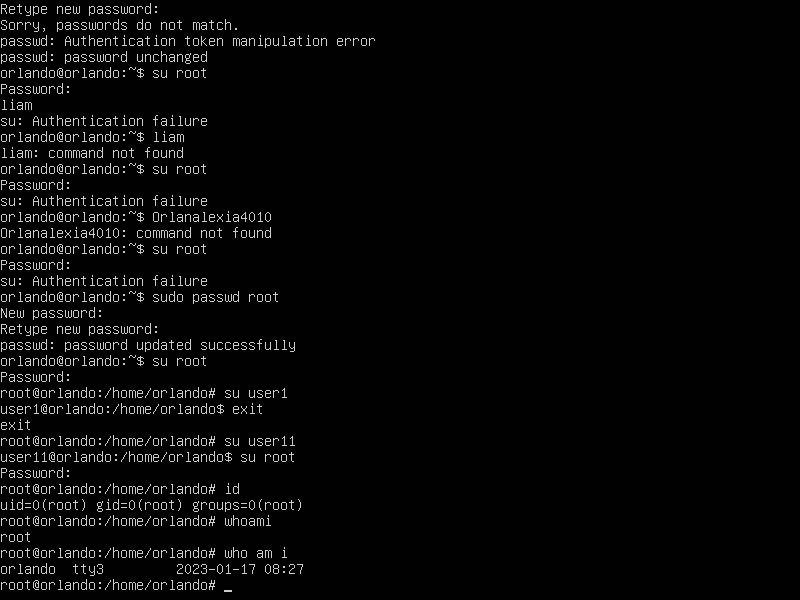 Retype new password:
Sorry, passwords do not match.
passwd: Authentication token manipulation error
passwd: password unchanged
orlando@orlando:~$ su root
Password:
liam
su: Authentication failure
orlando@orlando:~$ liam
liam: command not found
orlando@orlando:~$ su root
Password:
su: Authentication failure
orlando@orlando:~$ Orlanalexia4010
Orlanalexia4010: command not found
orlando@orlando:~$ su root
Password:
su: Authentication failure
orlando@orlando:~$ sudo passwd root
New password:
Retype new password:
passwd: password updated successfully
orlando@orlando:~$ su root
Password:
root@orlando:/home/orlando# su user1
user1@orlando:/home/orlando$ exit
exit
root@orlando:/home/orlando# su user11
user11@orlando:/home/orlando$ su root
Password:
root@orlando:/home/orlando# id
uid=0(root) gid=0(root) groups=0(root)
root@orlando:/home/orlando# whoami
root
root@orlando:/home/orlando# who am i
orlando  tty3         2023-01-17 08:27
root@orlando:/home/orlando# _